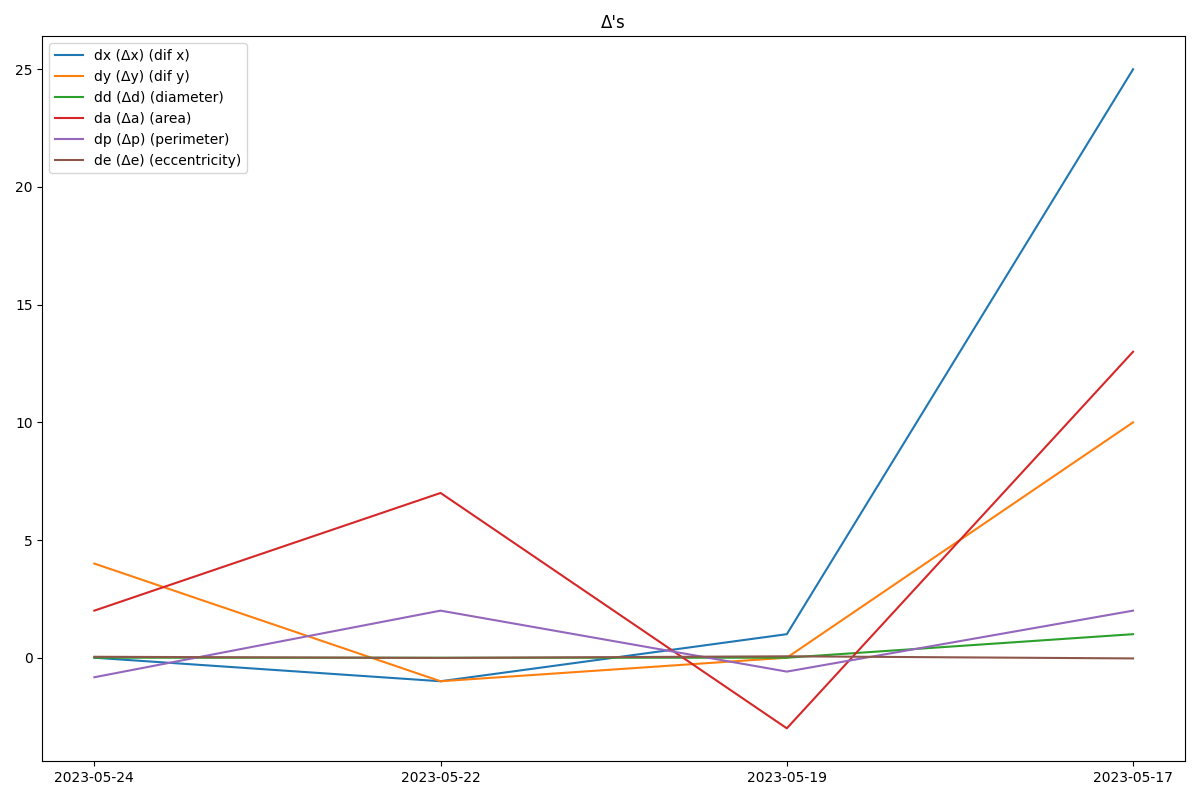 Δ's
dx (Δx) (dif x)
dy (Δy) (dif y)
dd (Δd) (diameter)
da (Δa) (area)
dp (Δp) (perimeter)
de (Δe) (eccentricity)
25
20
15
10
5
0
2023-05-24 2023-05-22 2023-05-19 2023-05-17